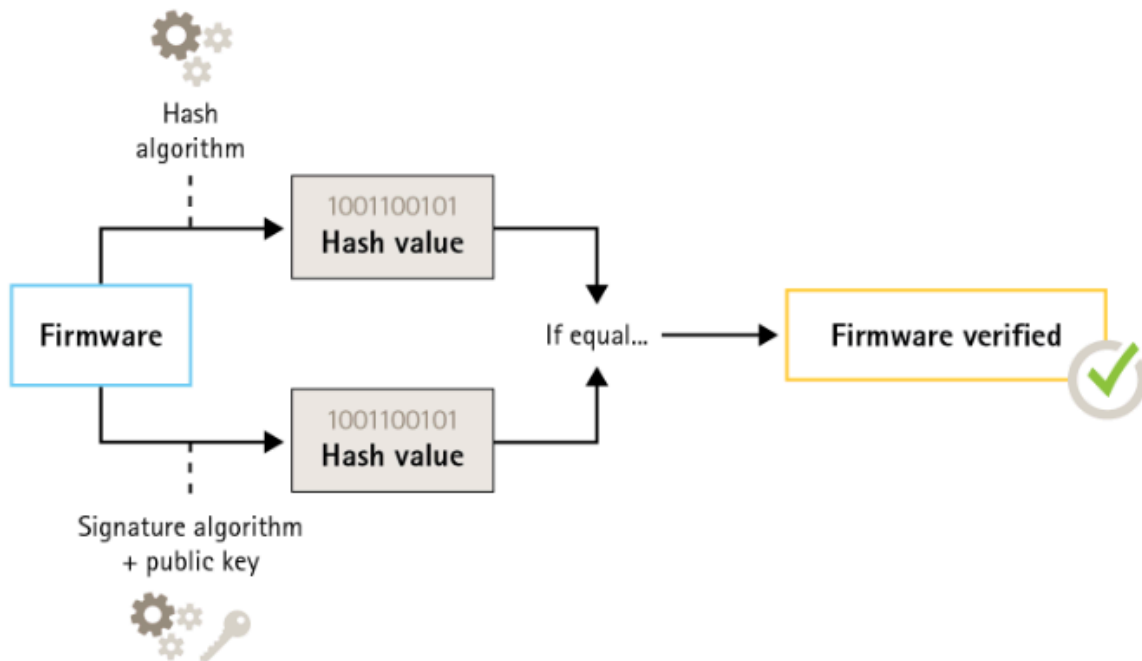 Hash
algorithm
1001100101
Hash value
Firmware
If equal...
Firmware verified
1001100101
Hash value
Signature algorithm
+ public key